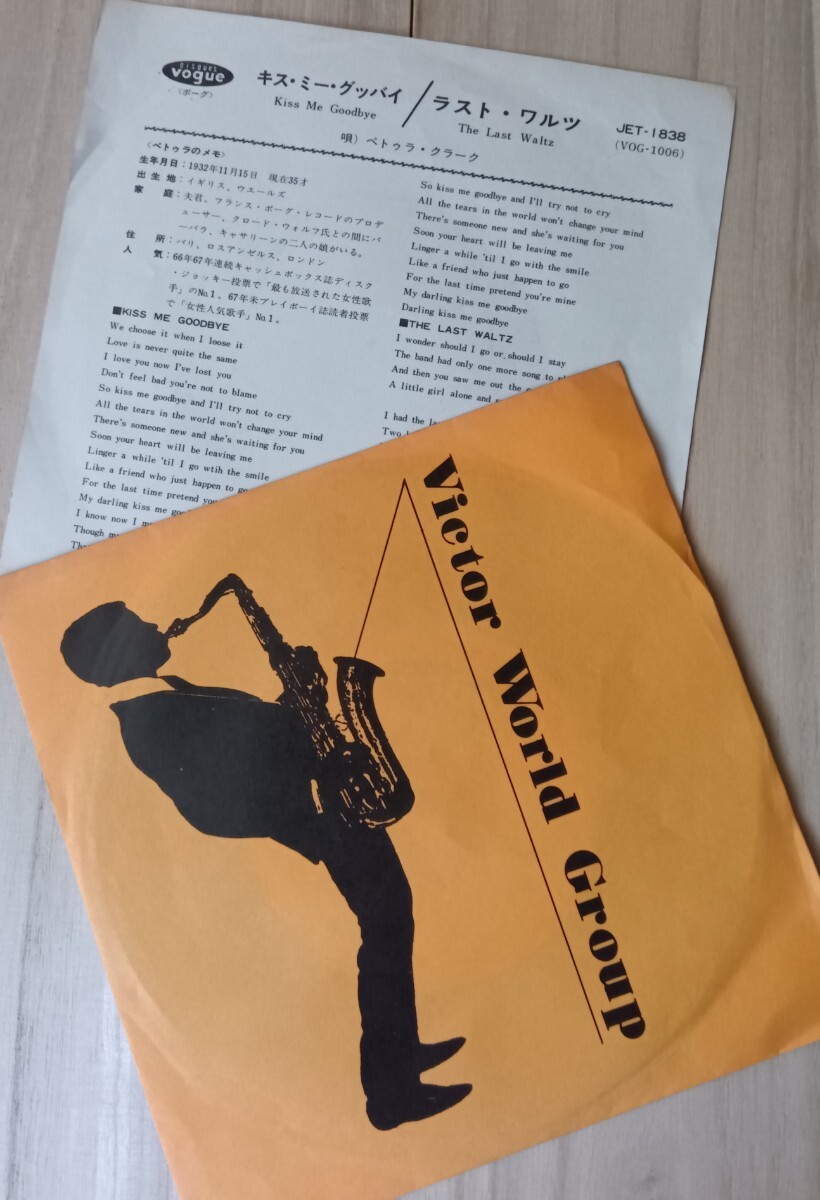 DISQUES
vogue
〈ボーグ〉
キス・ミー・グッバイ/ラスト・ワルツ
Kiss Me Goodbye
The Last Waltz
唄)ペトゥラ・クラーク
JET-1838
(VOG-1006)
〈ペトゥラのメモ〉
生年月日:1932年11月15日 現在35才
出生地:イギリス、ウエールズ
家庭:夫君、フランス・ボーグ・レコードのプロデ
ューサー、クロード・ウォルフ氏との間にバ
ーバラ、キャサリーンの二人の娘がいる。
住所:パリ、ロスアンゼルス、ロンドン
人気:66年67年連続キャッシュボックス誌ディスク
・ジョッキー投票で「最も放送された女性歌
手」のNo.1。67年米プレイボーイ誌読者投票
で「女性人気歌手」No.1。
■KISS ME GOODBYE
We choose it when I loose it
Love is never quite the same
I love you now I've lost you
Don't feel bad you're not to blame
So kiss me goodbye and I'll try not to cry
All the tears in the world won't change your mind
There's someone new and she's waiting for you
Soon your heart will be leaving me
Linger a while 'til I go wtih the smile
Like a friend who just happen to go
For the last time pretend you
My darling kiss me goo
I know now I m
Though m
Th
So kiss me goodbye and I'll try not to cry
All the tears in the world won't change your mind
There's someone new and she's waiting for you
Soon your heart will be leaving me
Linger a while 'til I go with the smile
Like a friend who just happen to go
For the last time pretend you're mine
My darling kiss me goodbye
Darling kiss me goodbye
■THE LAST WALTZ
I wonder should I go or should I stay
The band had only one more song to
And then you saw me out the
A little girl alone and
I had the la
Two
Victor World Group